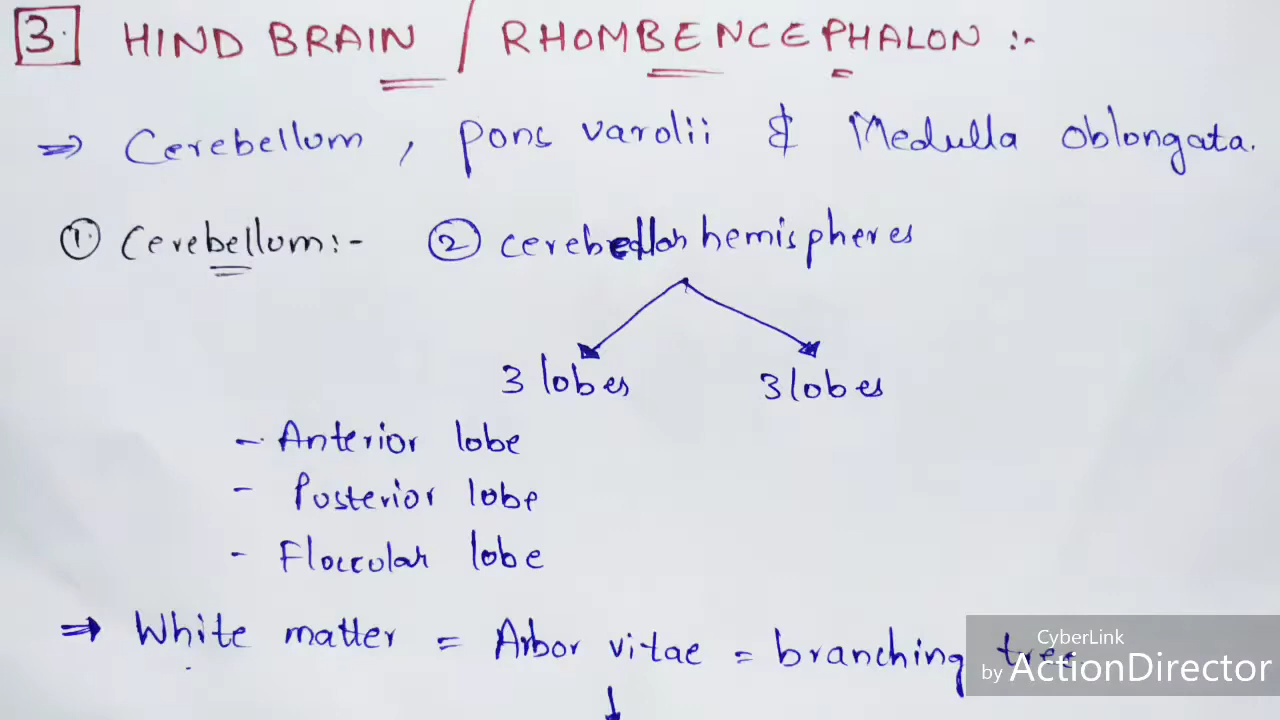 3. HIND BRAIN / RHOMBENCEPHALON :-
⇒ Cerebellum, Pons varolii & Medulla oblongata.
① Cerebellum:- ② cerebellar hemispheres
3 lobes 3 lobes
- Anterior lobe
- Posterior lobe
- Floccular lobe
⇒ White matter = Arbor vitae = branching tree
CyberLink
by ActionDirector